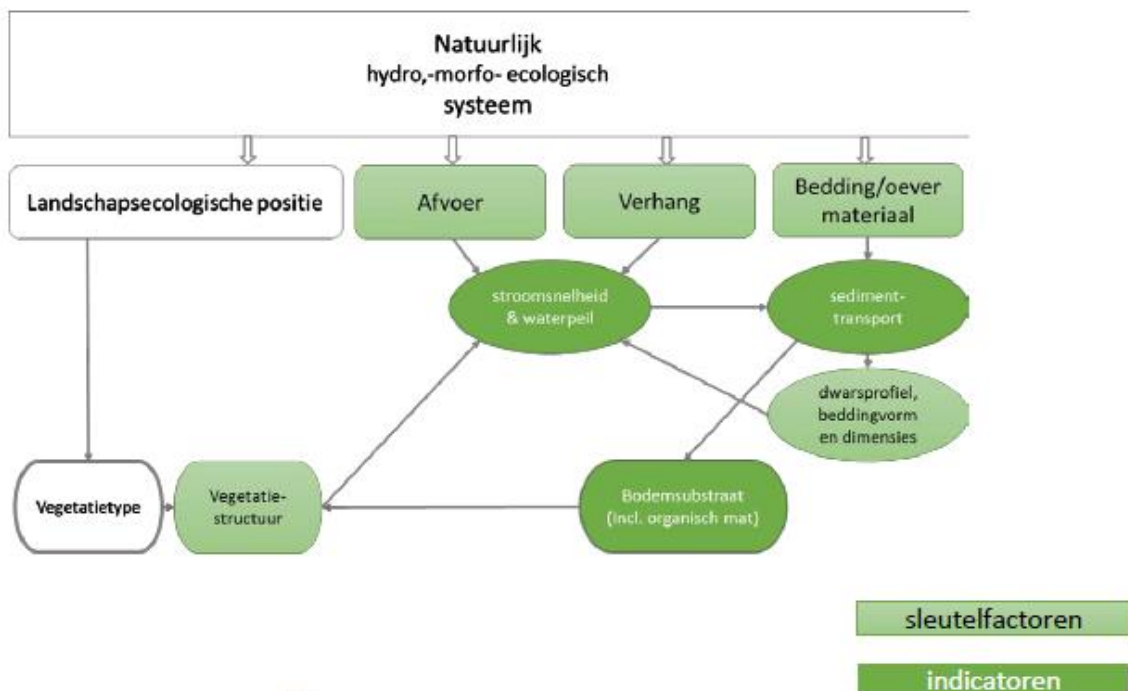 Natuurlijk
hydro,-morfo- ecologisch
systeem
Landschapsecologische positie
Afvoer
Verhang
Bedding/oever
materiaal
stroomsnelheid
& waterpeil
sediment-
transport
dwarsprofiel,
beddingvorm
en dimensies
Vegetatietype
Vegetatie-
structuur
Bodemsubstraat
(incl. organisch mat)
sleutelfactoren
indicatoren